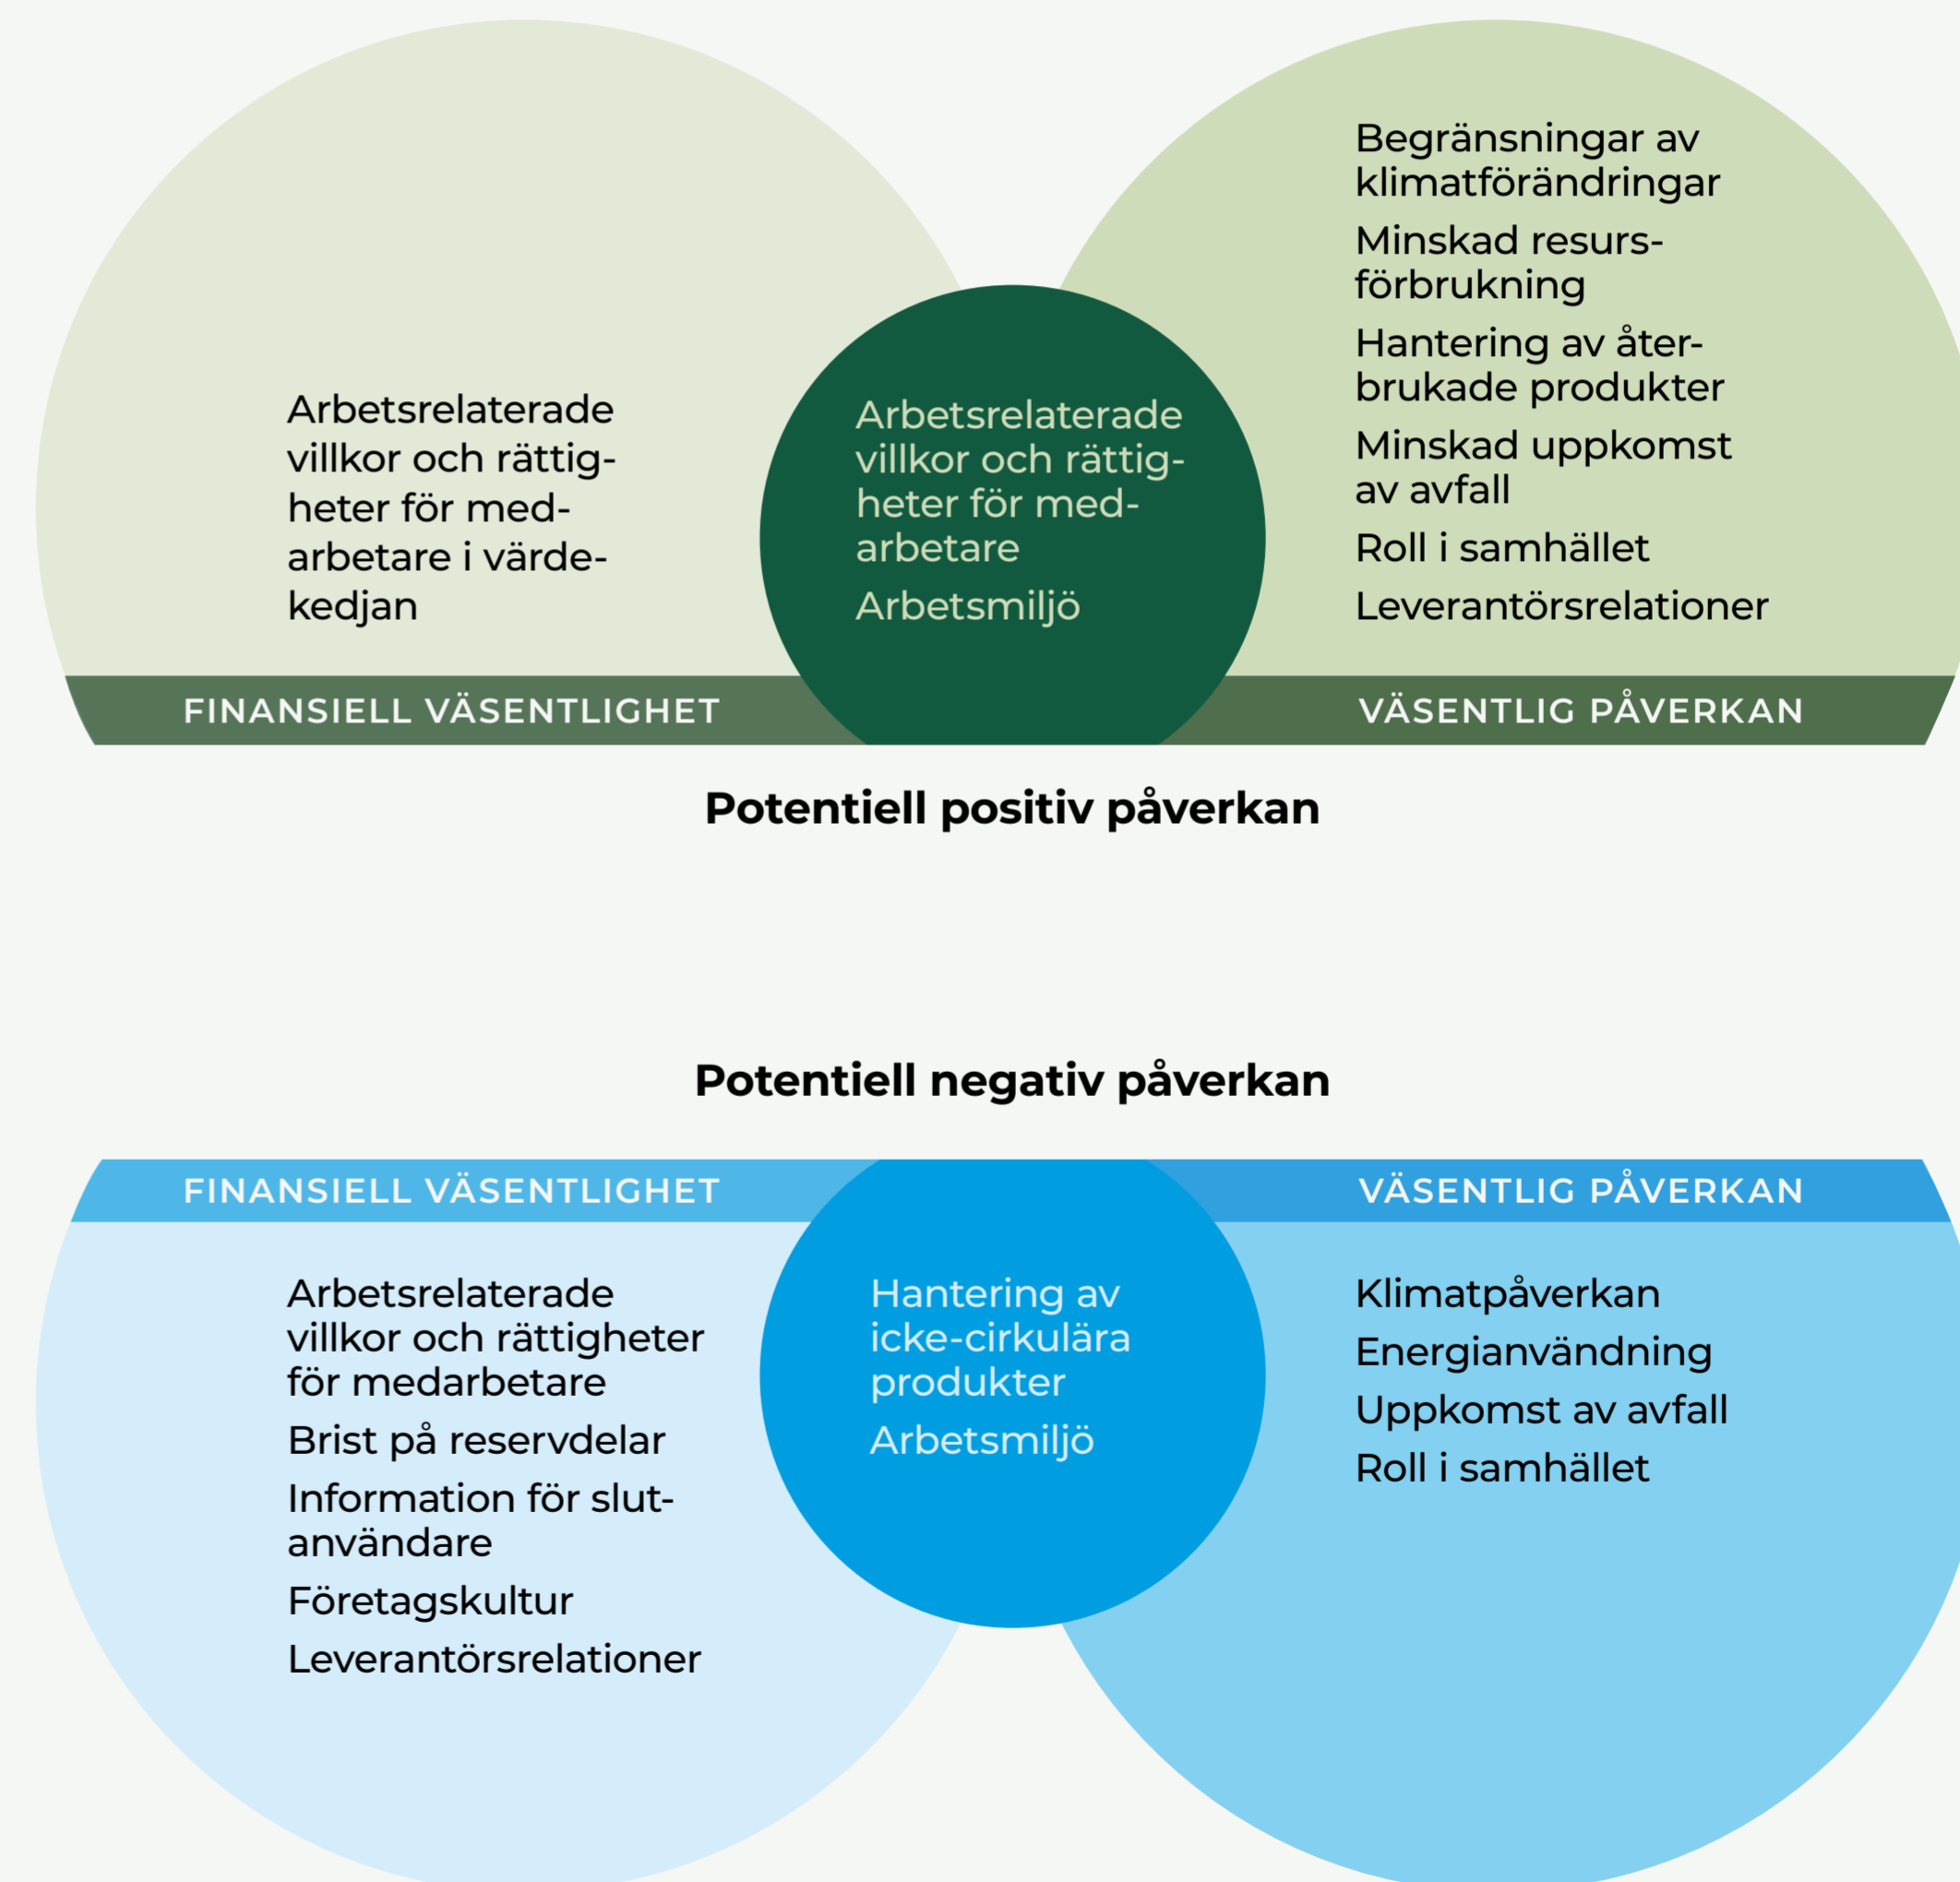 Arbetsrelaterade
villkor och rättig-
heter för med-
arbetare i värde-
kedjan
Arbetsrelaterade
villkor och rättig-
heter för med-
arbetare
Arbetsmiljö
Begränsningar av
klimatförändringar
Minskad resurs-
förbrukning
Hantering av åter-
brukade produkter
Minskad uppkomst
av avfall
Roll i samhället
Leverantörsrelationer
FINANSIELL VÄSENTLIGHET
VÄSENTLIG PÅVERKAN
Potentiell positiv påverkan
Potentiell negativ påverkan
FINANSIELL VÄSENTLIGHET
VÄSENTLIG PÅVERKAN
Arbetsrelaterade
villkor och rättigheter
för medarbetare
Brist på reservdelar
Information för slut-
användare
Företagskultur
Leverantörsrelationer
Hantering av
icke-cirkulära
produkter
Arbetsmiljö
Klimatpåverkan
Energianvändning
Uppkomst av avfall
Roll i samhället